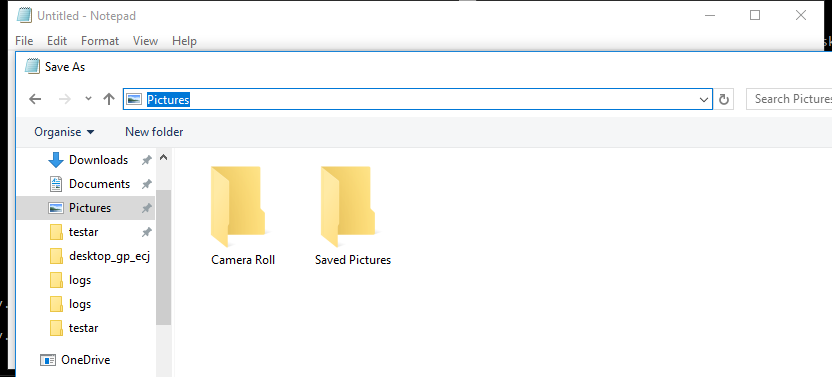 Untitled - Notepad
File Edit Format View Help
Save As
Pictures
Search Pictures
Organise New folder
Downloads
Documents
Pictures
testar
desktop_gp_ecj
logs
logs
testar
OneDrive
Camera Roll Saved Pictures